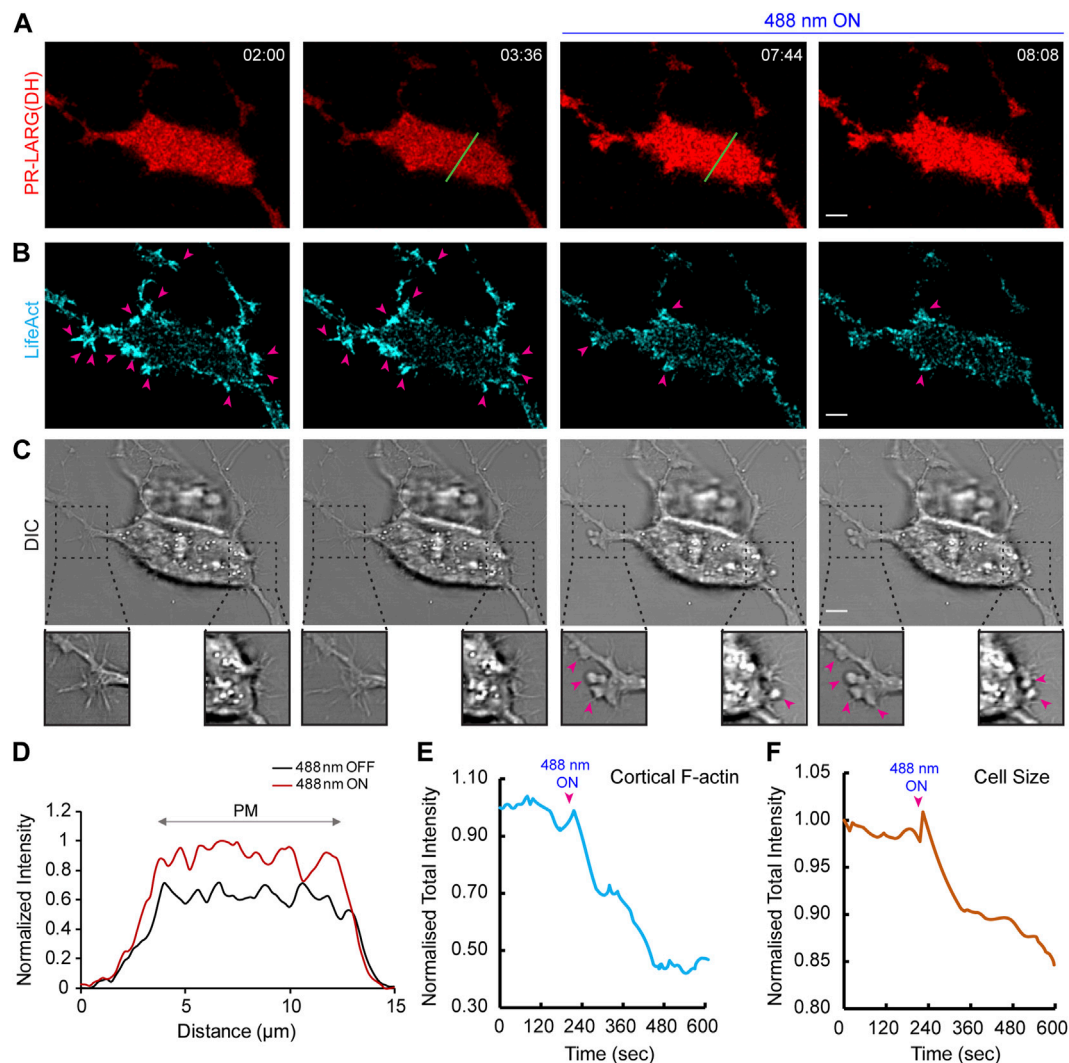 488 nm ON
A
PR-LARG(DH)
02:00
03:36
07:44
08:08
B
LifeAct
C
DIC
D
488 nm OFF
488 nm ON
PM
Normalized Intensity
1.2
1
0.8
0.6
0.4
0.2
0
0
5
10
15
Distance (µm)
E
488 nm
ON
Cortical F-actin
Normalised Total Intensity
1.10
0.90
0.70
0.50
0.30
0
120
240
360
480
600
Time (sec)
F
488 nm
ON
Cell Size
Normalised Total Intensity
1.05
1.00
0.95
0.90
0.85
0.80
0
120
240
360
480
600
Time (sec)